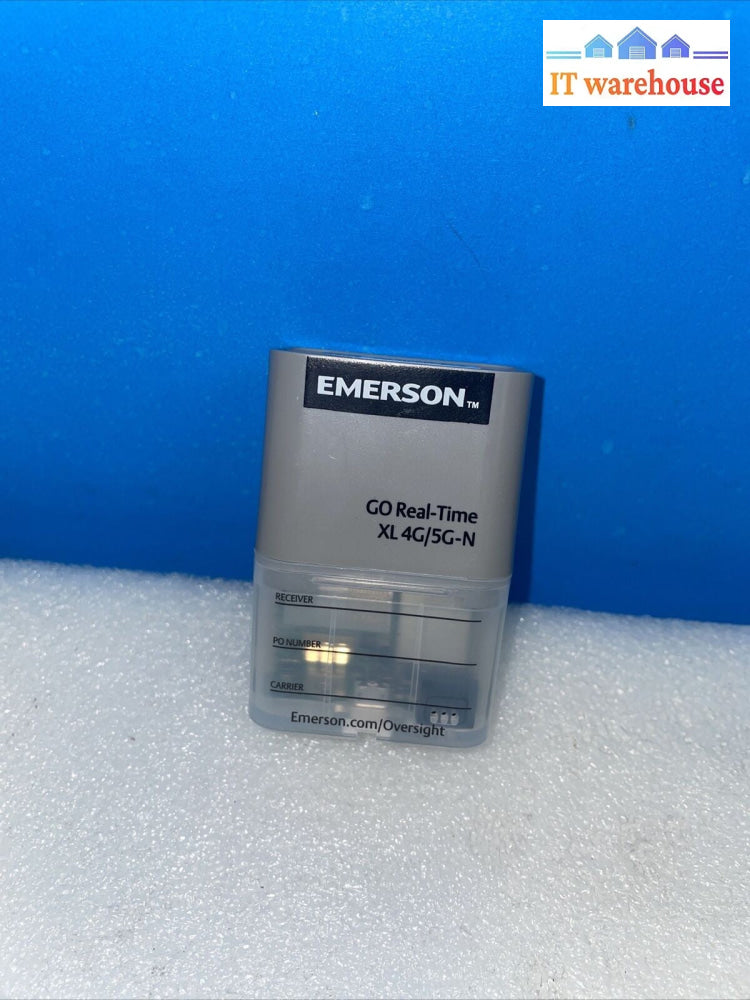 IT warehouse
EMERSON™
GO Real-Time
XL 4G/5G-N
RECEIVER
PO NUMBER
CARRIER
Emerson.com/Oversight